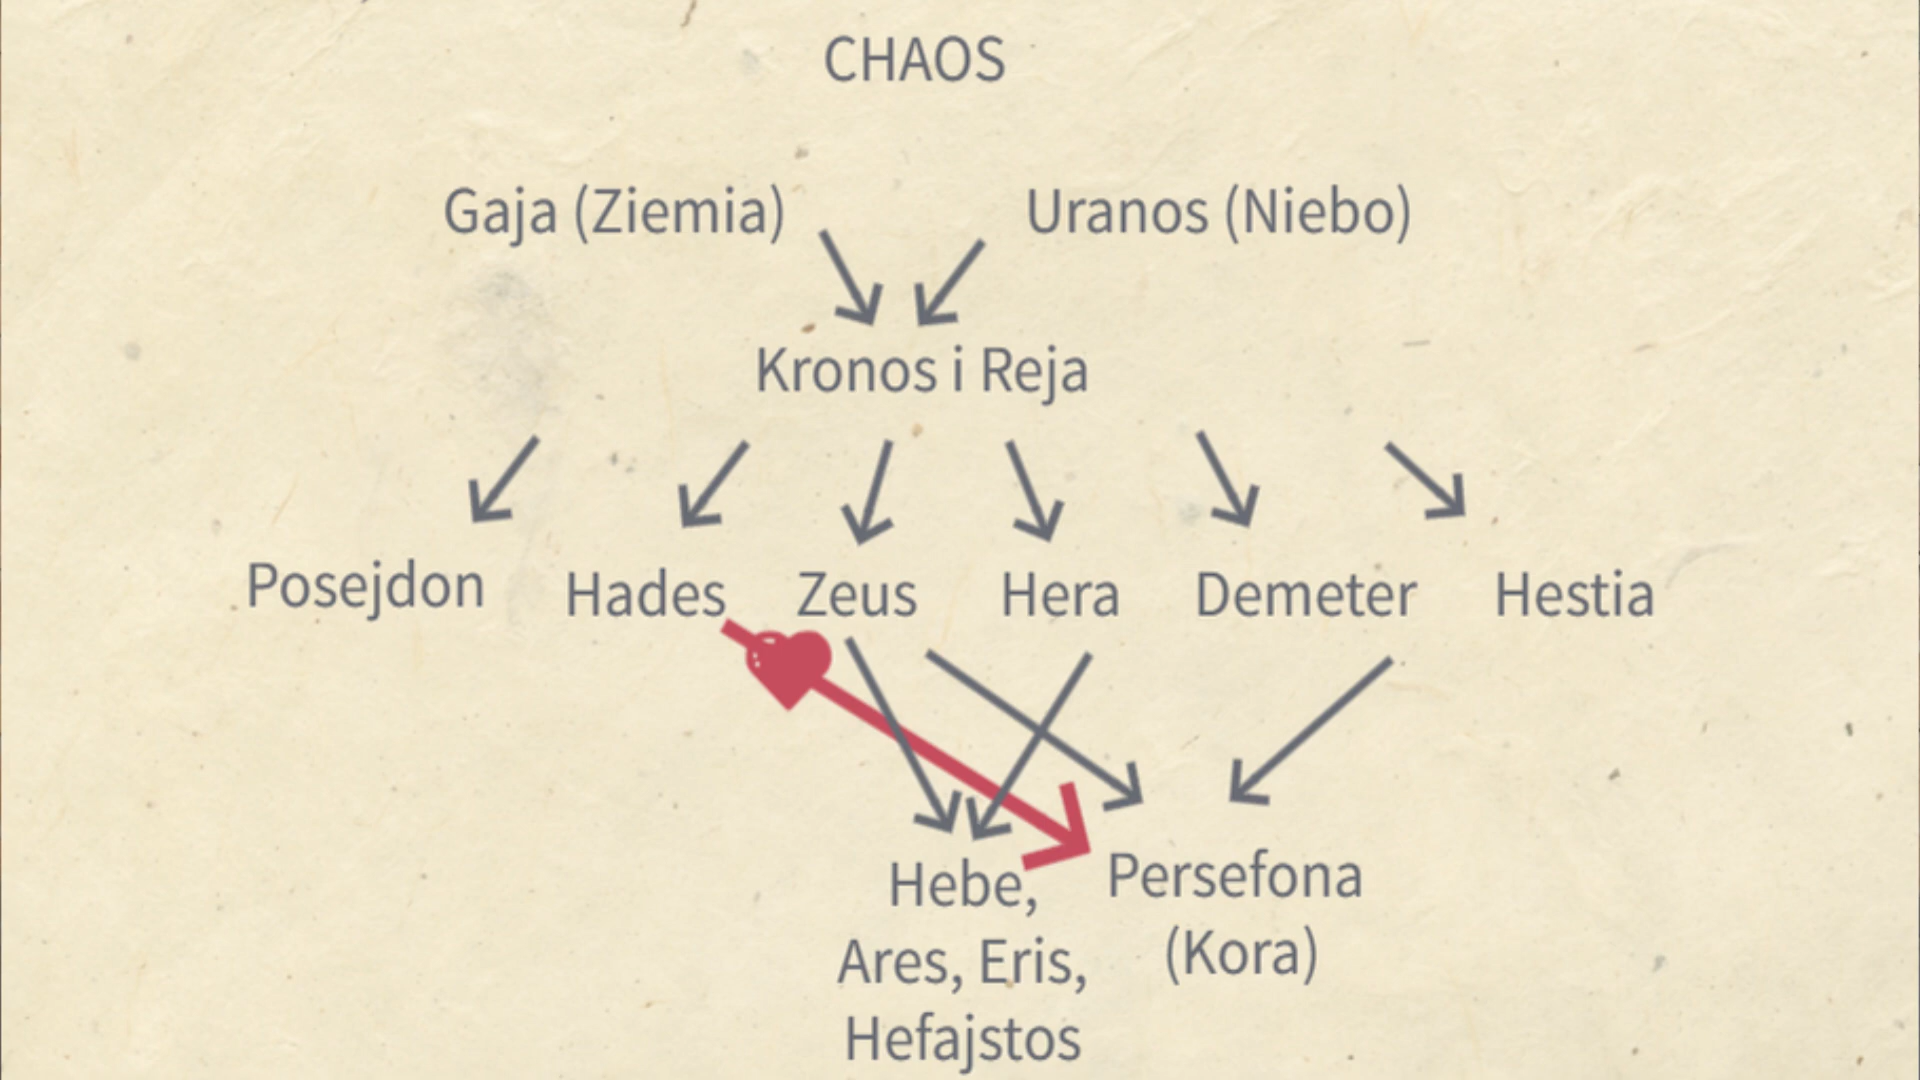 CHAOS
Gaja (Ziemia) Uranos (Niebo)
Kronos i Reja
Posejdon Hades Zeus Hera Demeter Hestia
Hebe, Persefona
Ares, Eris, (Kora)
Hefajstos